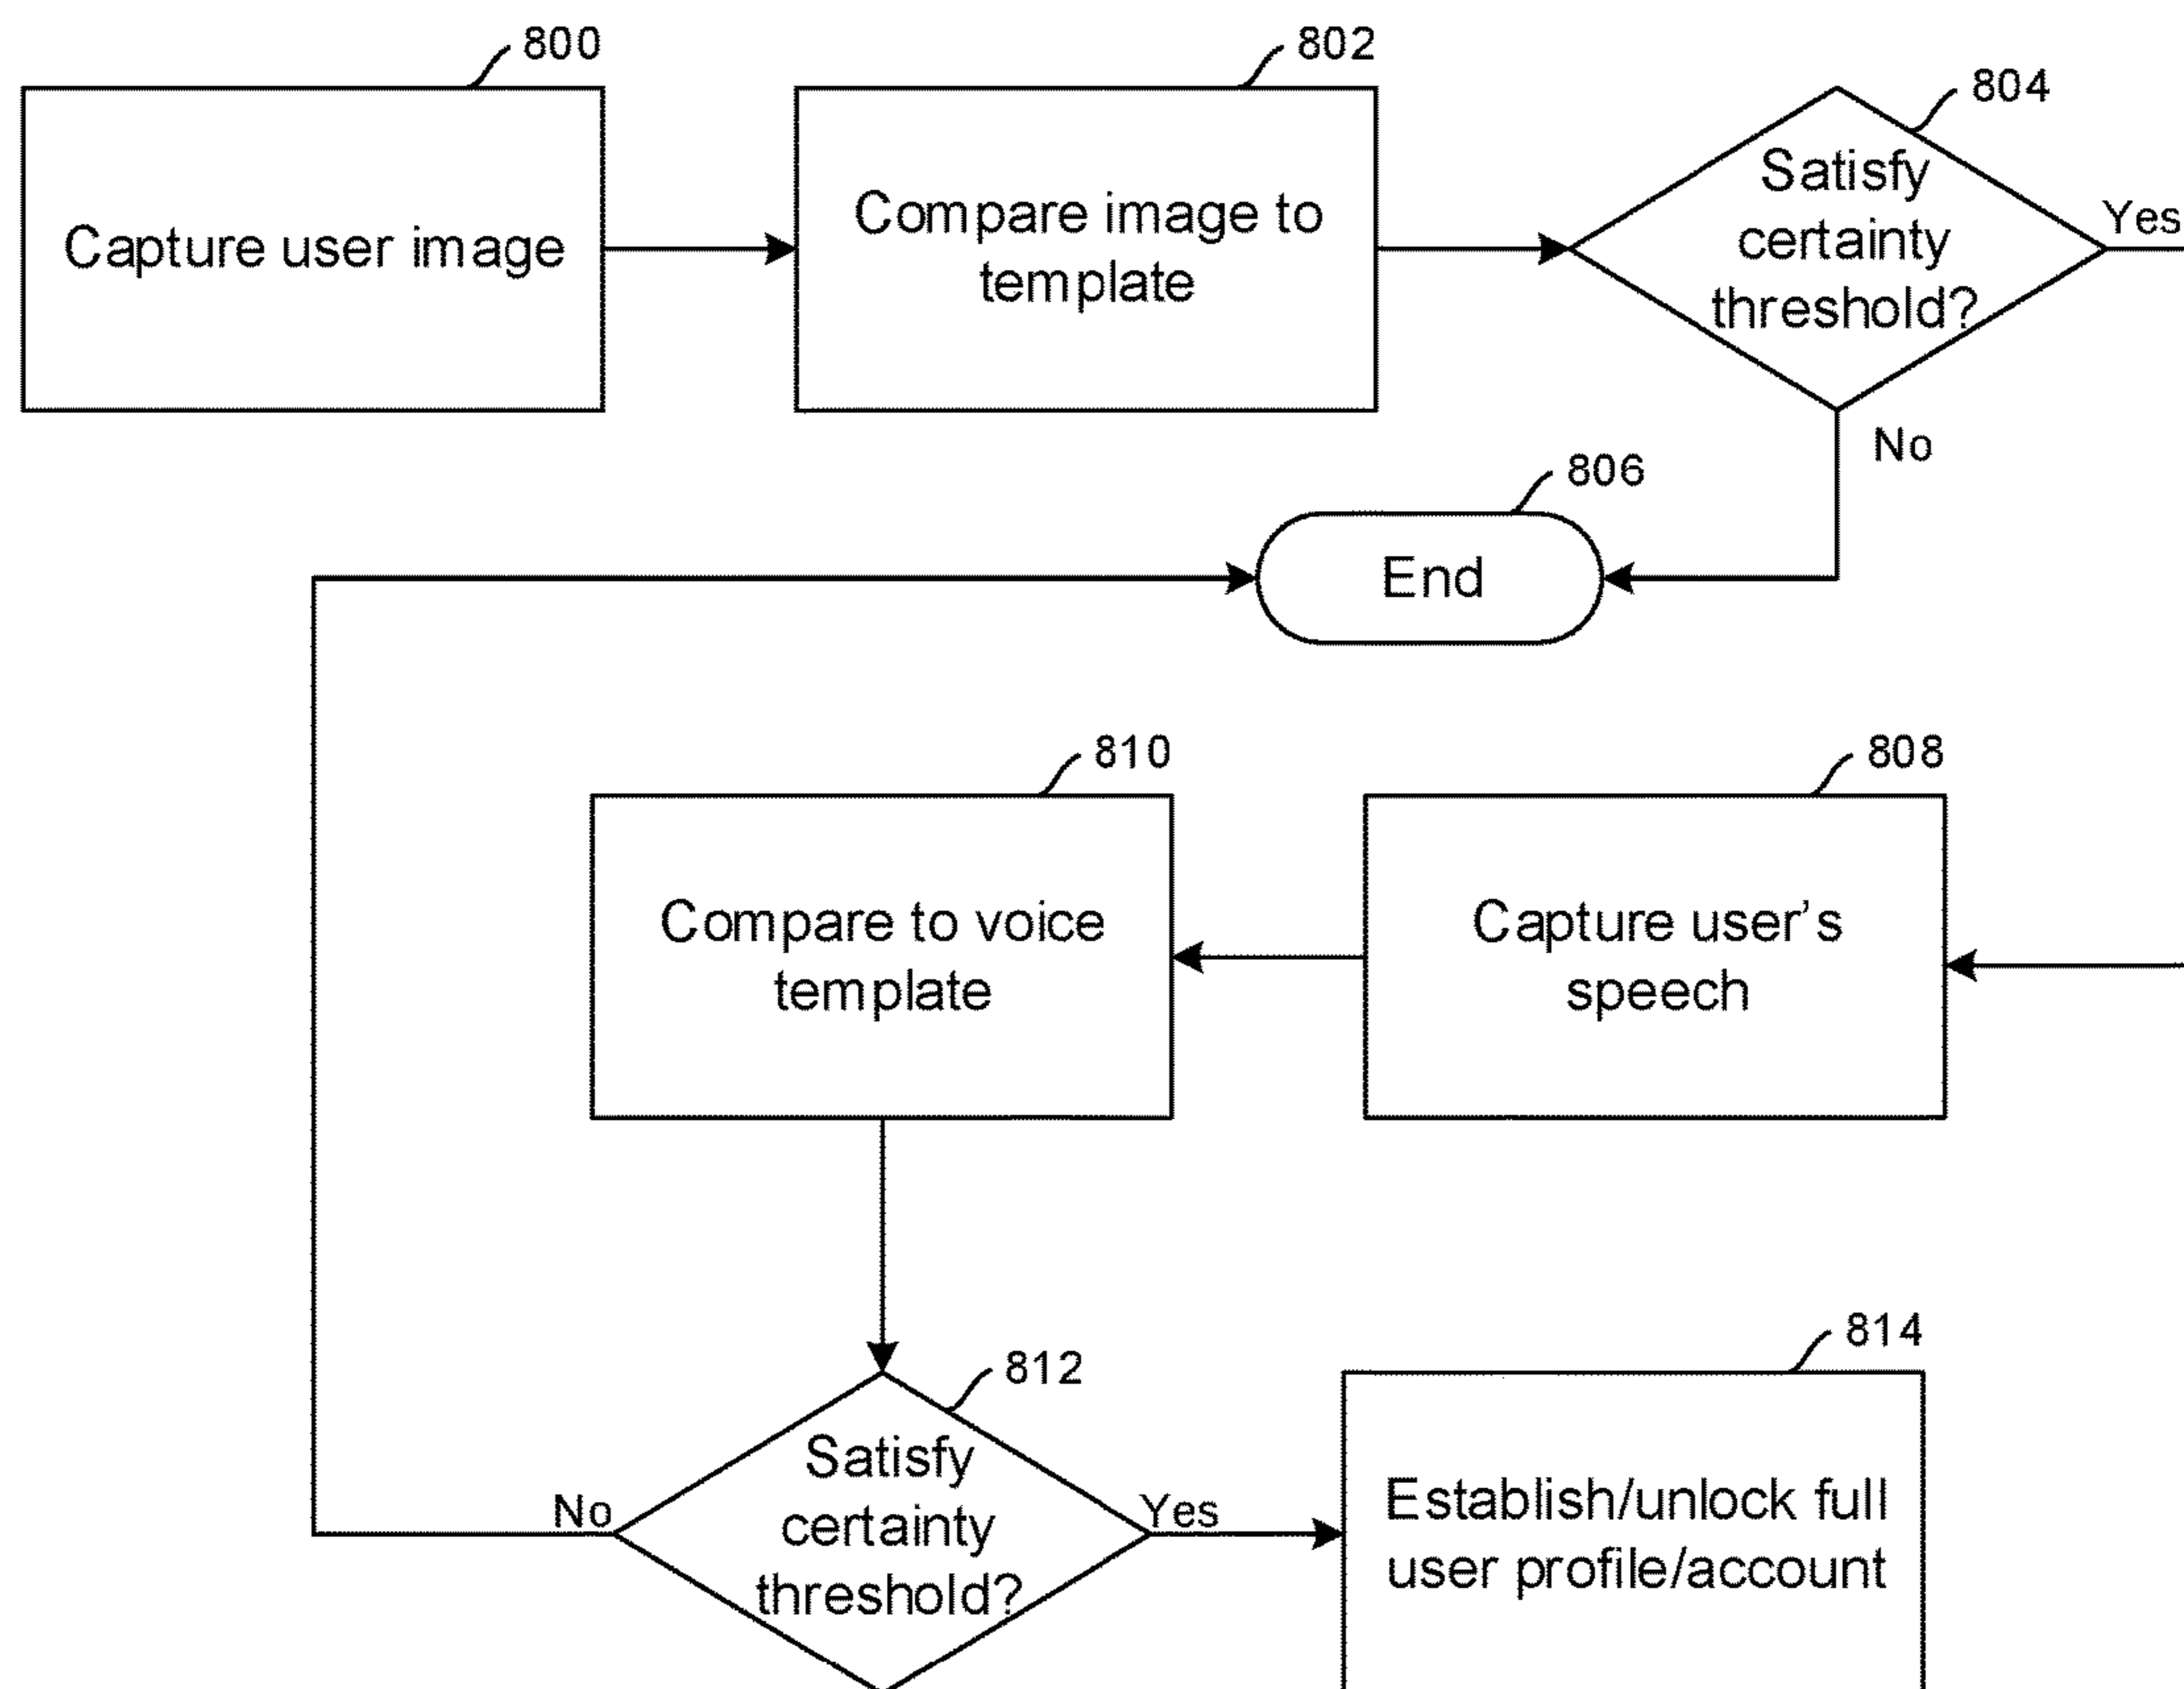 800
Capture user image
802
Compare image to
template
804
Satisfy
certainty
threshold?
Yes
No
806
End
810
Compare to voice
template
808
Capture user’s
speech
812
Satisfy
certainty
threshold?
No
Yes
814
Establish/unlock full
user profile/account